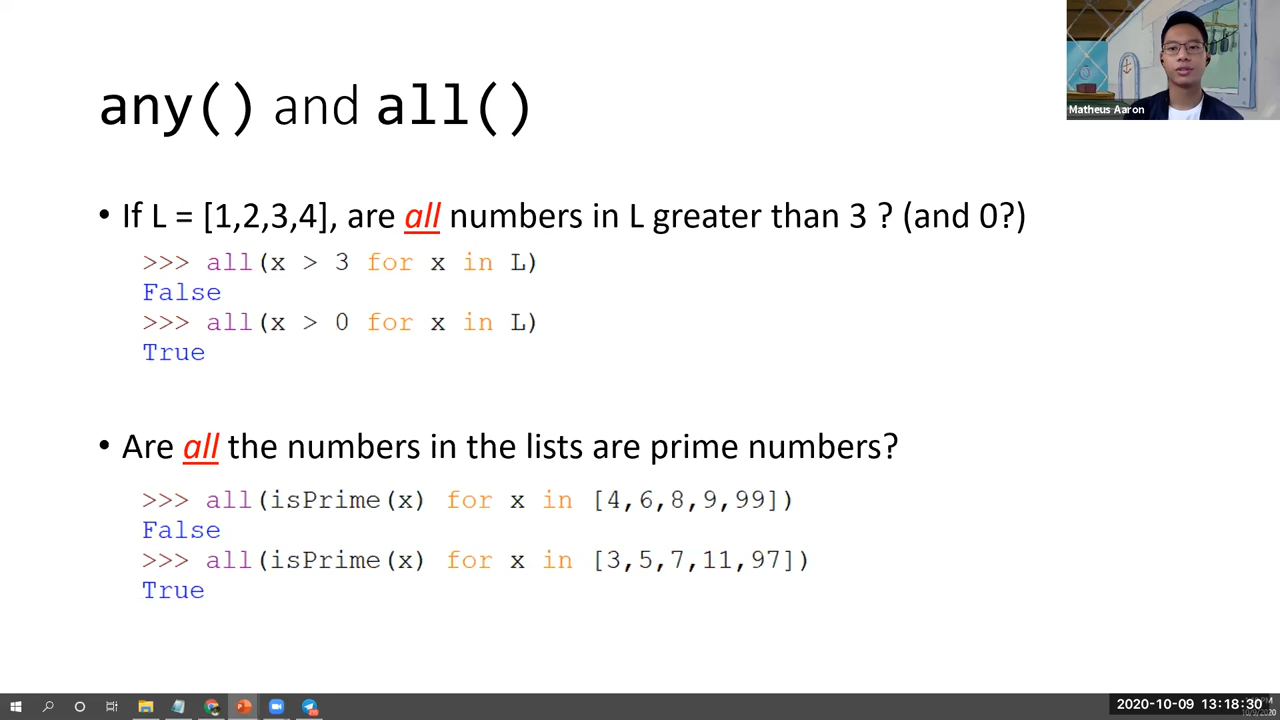 Matheus Aaron
any() and all()
• If L = [1,2,3,4], are all numbers in L greater than 3 ? (and 0?)
>>> all(x > 3 for x in L)
False
>>> all(x > 0 for x in L)
True
• Are all the numbers in the lists are prime numbers?
>>> all(isPrime(x) for x in [4,6,8,9,99])
False
>>> all(isPrime(x) for x in [3,5,7,11,97])
True
2020-10-09 13:18:30